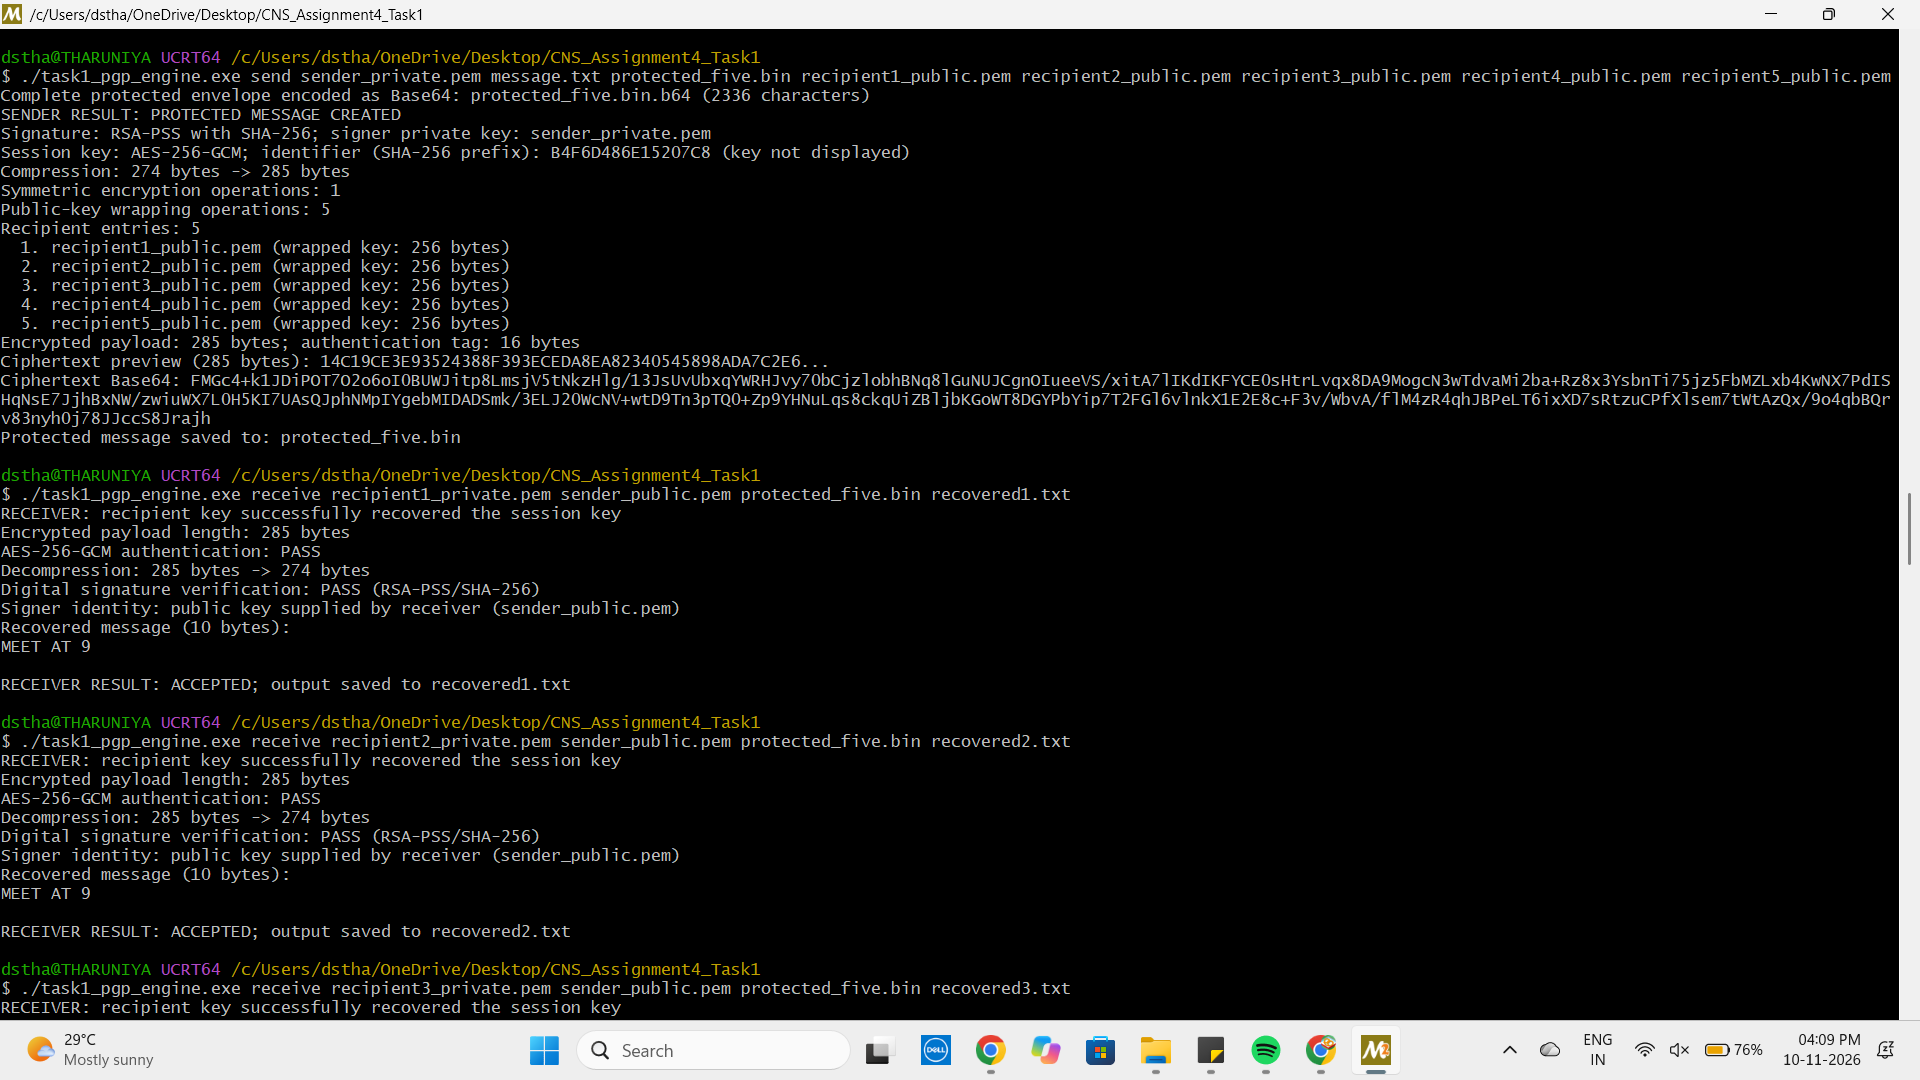 /c/Users/dstha/OneDrive/Desktop/CNS_Assignment4_Task1
dstha@THARUNIYA UCRT64 /c/Users/dstha/OneDrive/Desktop/CNS_Assignment4_Task1
$ ./task1_pgp_engine.exe send sender_private.pem message.txt protected_five.bin recipient1_public.pem recipient2_public.pem recipient3_public.pem recipient4_public.pem recipient5_public.pem
Complete protected envelope encoded as Base64: protected_five.bin.b64 (2336 characters)
SENDER RESULT: PROTECTED MESSAGE CREATED
Signature: RSA-PSS with SHA-256; signer private key: sender_private.pem
Session key: AES-256-GCM; identifier (SHA-256 prefix): B4F6D486E15207C8 (key not displayed)
Compression: 274 bytes -> 285 bytes
Symmetric encryption operations: 1
Public-key wrapping operations: 5
Recipient entries: 5
1. recipient1_public.pem (wrapped key: 256 bytes)
2. recipient2_public.pem (wrapped key: 256 bytes)
3. recipient3_public.pem (wrapped key: 256 bytes)
4. recipient4_public.pem (wrapped key: 256 bytes)
5. recipient5_public.pem (wrapped key: 256 bytes)
Encrypted payload: 285 bytes; authentication tag: 16 bytes
Ciphertext preview (285 bytes): 14C19CE3E93524388F393ECEDA8EA82340545898ADA7C2E6...
Ciphertext Base64: FMGc4+k1JDiPOT7O2o6oI0BUWJitp8LmsjV5tNkzHlg/13JsUvUbxqYWRHJvy7ObCjzlobhBNq8lGuNUJCgnOIueeVS/xitA7lIKdIKFYCE0sHtrLvqx8DA9MogcN3wTdvaMi2ba+Rz8x3YsbnTi75jz5FbMZLxb4KwNX7PdIS
HqNsE7JjhBxNW/zwiuWX7LOH5KI7UAsQJphNMpIYgebMIDADSmk/3ELJ2OWcNV+wtD9Tn3pTQO+Zp9YHNuLqs8ckqUiZBljbKGoWT8DGYPbYip7T2FGl6vlnkX1E2E8c+F3v/WbvA/flM4zR4qhJBPeLT6ixXD7sRtzuCPfXlsem7tWtAzQx/9o4qbBQr
v83nyhOj78JJccS8Jrajh
Protected message saved to: protected_five.bin
dstha@THARUNIYA UCRT64 /c/Users/dstha/OneDrive/Desktop/CNS_Assignment4_Task1
$ ./task1_pgp_engine.exe receive recipient1_private.pem sender_public.pem protected_five.bin recovered1.txt
RECEIVER: recipient key successfully recovered the session key
Encrypted payload length: 285 bytes
AES-256-GCM authentication: PASS
Decompression: 285 bytes -> 274 bytes
Digital signature verification: PASS (RSA-PSS/SHA-256)
Signer identity: public key supplied by receiver (sender_public.pem)
Recovered message (10 bytes):
MEET AT 9
RECEIVER RESULT: ACCEPTED; output saved to recovered1.txt
dstha@THARUNIYA UCRT64 /c/Users/dstha/OneDrive/Desktop/CNS_Assignment4_Task1
$ ./task1_pgp_engine.exe receive recipient2_private.pem sender_public.pem protected_five.bin recovered2.txt
RECEIVER: recipient key successfully recovered the session key
Encrypted payload length: 285 bytes
AES-256-GCM authentication: PASS
Decompression: 285 bytes -> 274 bytes
Digital signature verification: PASS (RSA-PSS/SHA-256)
Signer identity: public key supplied by receiver (sender_public.pem)
Recovered message (10 bytes):
MEET AT 9
RECEIVER RESULT: ACCEPTED; output saved to recovered2.txt
dstha@THARUNIYA UCRT64 /c/Users/dstha/OneDrive/Desktop/CNS_Assignment4_Task1
$ ./task1_pgp_engine.exe receive recipient3_private.pem sender_public.pem protected_five.bin recovered3.txt
RECEIVER: recipient key successfully recovered the session key
29°C
Mostly sunny
Search
DELL
ENG
IN
76%
04:09 PM
10-11-2026